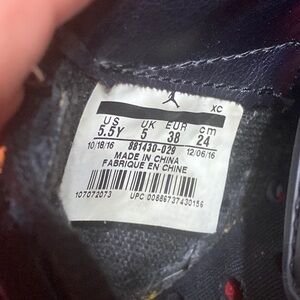 XC
US UK EUR cm
5.5Y 5 38 24
10/18/16 881430-029 12/06/16
MADE IN CHINA
FABRIQUE EN CHINE
107072073 UPC 00886737430156